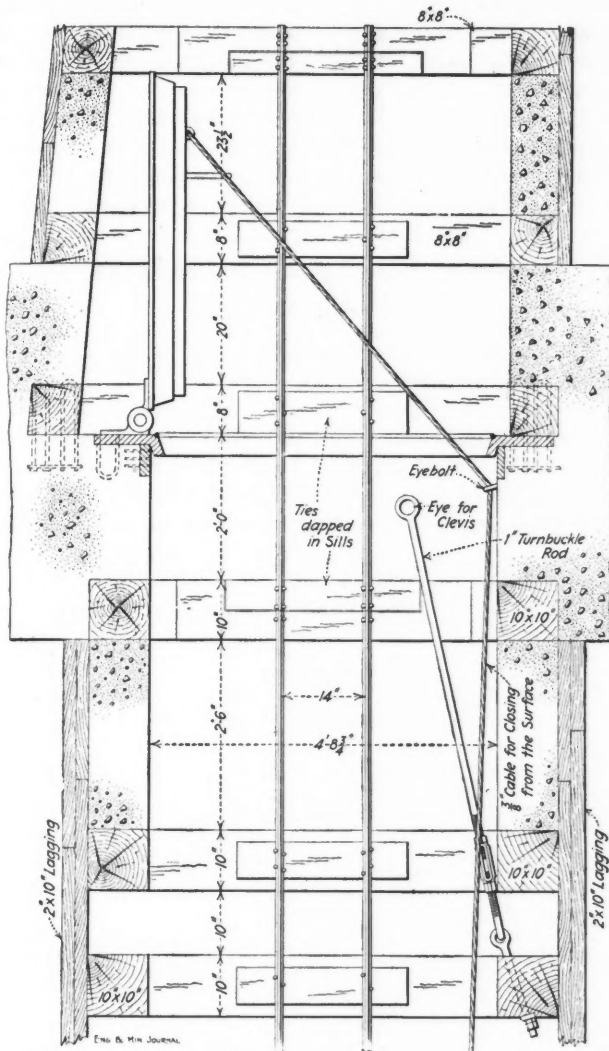 8"x8"
23½"
8"
8"x8"
20"
8"
Eyebolt
Ties
dapped
in Sills
Eye for
Clevis
1" Turnbuckle
Rod
2'-0"
10"
10"x10"
14"
2'-6"
4'-8¾"
⅜" Cable for Closing
from the Surface
2"x10" Lagging
10"
10"x10"
2"x10" Lagging
10"
10"x10"
10"
ENG & MIN JOURNAL